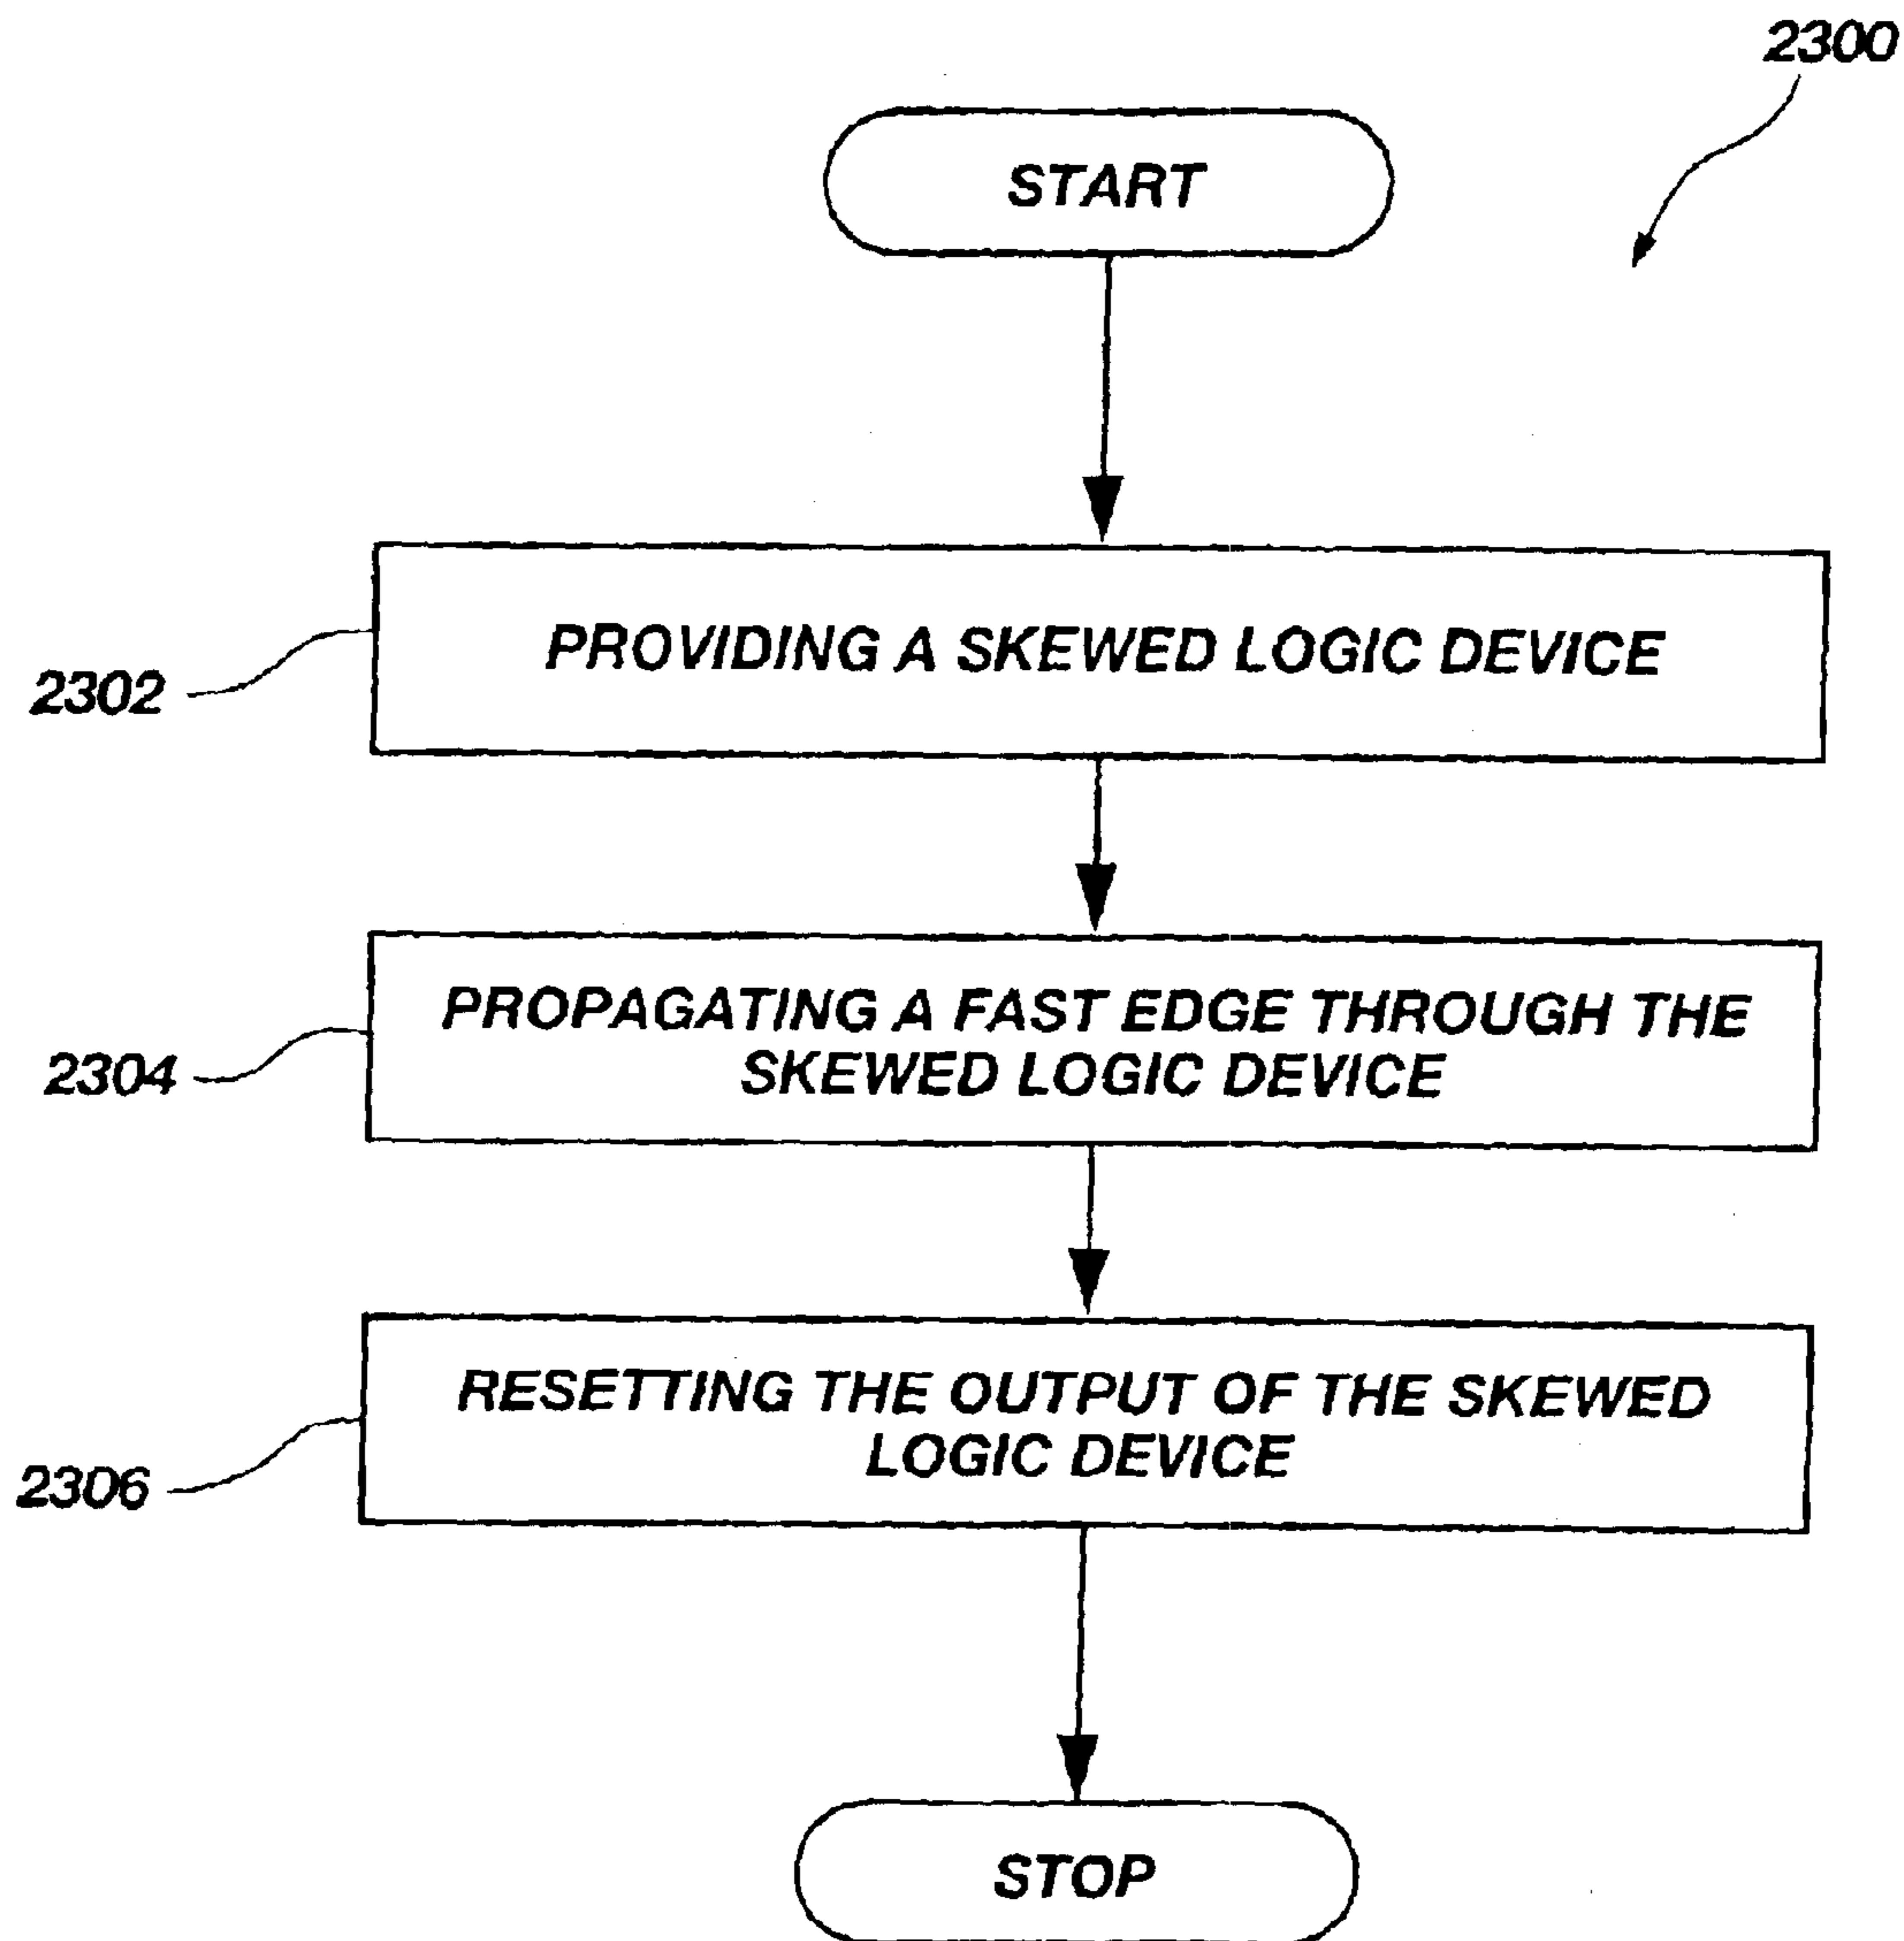 2300
START
PROVIDING A SKEWED LOGIC DEVICE
2302
PROPAGATING A FAST EDGE THROUGH THE
SKEWED LOGIC DEVICE
2304
RESETTING THE OUTPUT OF THE SKEWED
LOGIC DEVICE
2306
STOP